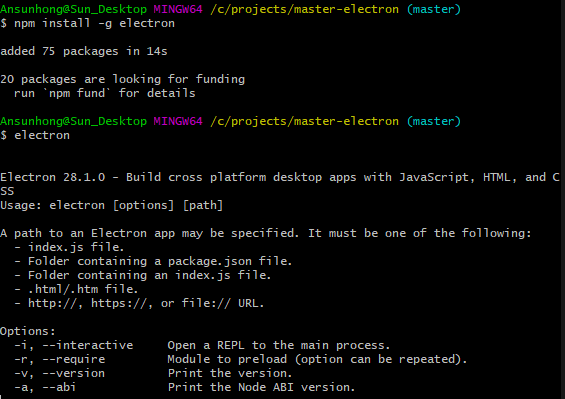 Ansunhong@Sun_Desktop MINGW64 /c/projects/master-electron (master)
$ npm install -g electron
added 75 packages in 14s
20 packages are looking for funding
  run `npm fund` for details
Ansunhong@Sun_Desktop MINGW64 /c/projects/master-electron (master)
$ electron
Electron 28.1.0 - Build cross platform desktop apps with JavaScript, HTML, and C
SS
Usage: electron [options] [path]
A path to an Electron app may be specified. It must be one of the following:
  - index.js file.
  - Folder containing a package.json file.
  - Folder containing an index.js file.
  - .html/.htm file.
  - http://, https://, or file:// URL.
Options:
  -i, --interactive     Open a REPL to the main process.
  -r, --require         Module to preload (option can be repeated).
  -v, --version         Print the version.
  -a, --abi             Print the Node ABI version.